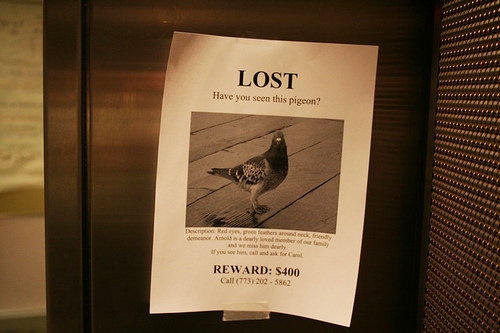 LOST
Have you seen this pigeon?
Description: Red eyes, green feathers around neck, friendly
demeanor. Arnold is a dearly loved member of our family
and we miss him dearly.
If you see him, call and ask for Carol.
REWARD: $400
Call (773) 202 - 5862